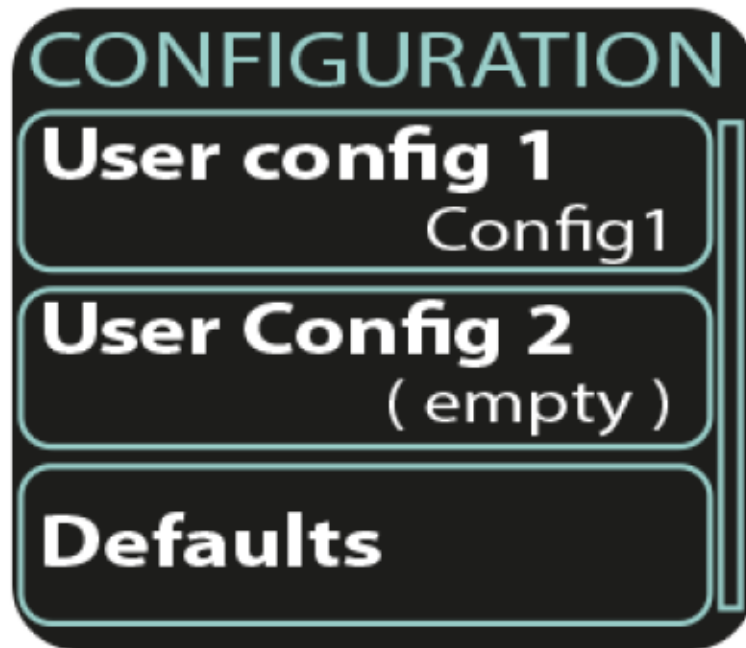 CONFIGURATION
User config 1
Config1
User Config 2
( empty )
Defaults